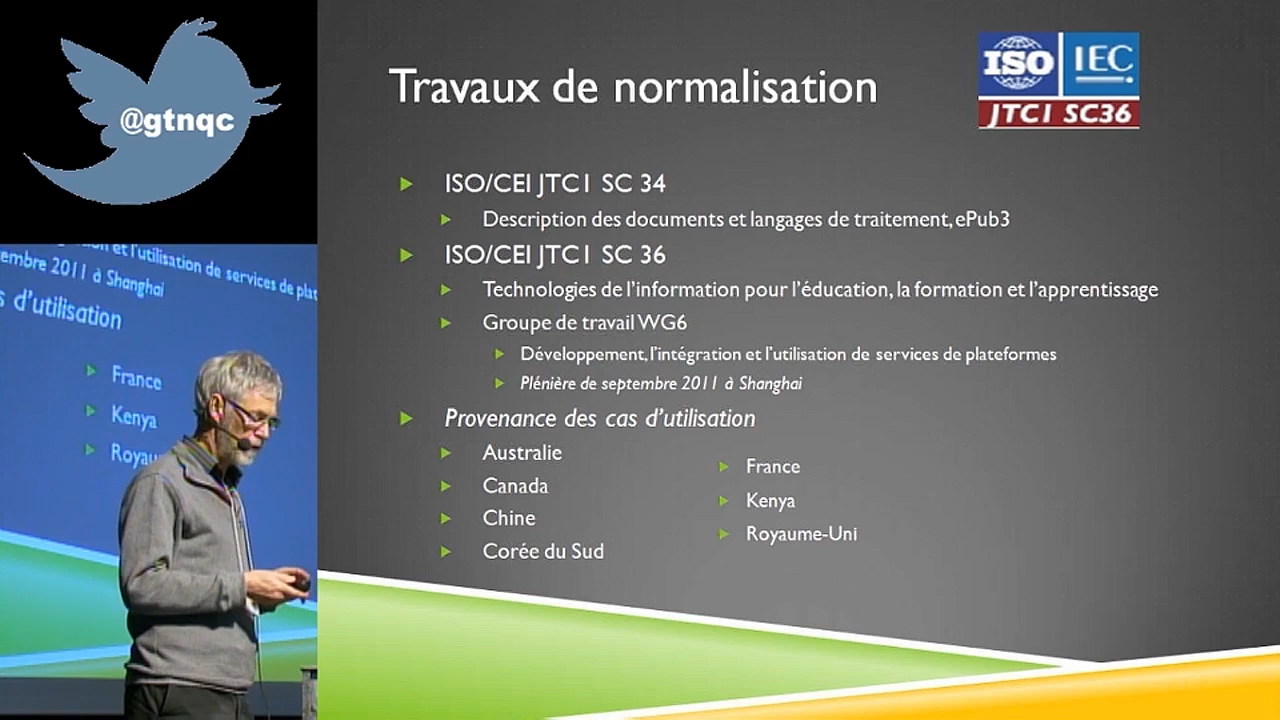 @gtnqc
et l'utilisation de services de plat
embre 2011 à Shanghai
s d'utilisation
France
Kenya
Royau
Travaux de normalisation
ISO IEC
JTC1 SC36
ISO/CEI JTC1 SC 34
Description des documents et langages de traitement, ePub3
ISO/CEI JTC1 SC 36
Technologies de l'information pour l'éducation, la formation et l'apprentissage
Groupe de travail WG6
Développement, l'intégration et l'utilisation de services de plateformes
Plénière de septembre 2011 à Shanghai
Provenance des cas d'utilisation
Australie
Canada
Chine
Corée du Sud
France
Kenya
Royaume-Uni